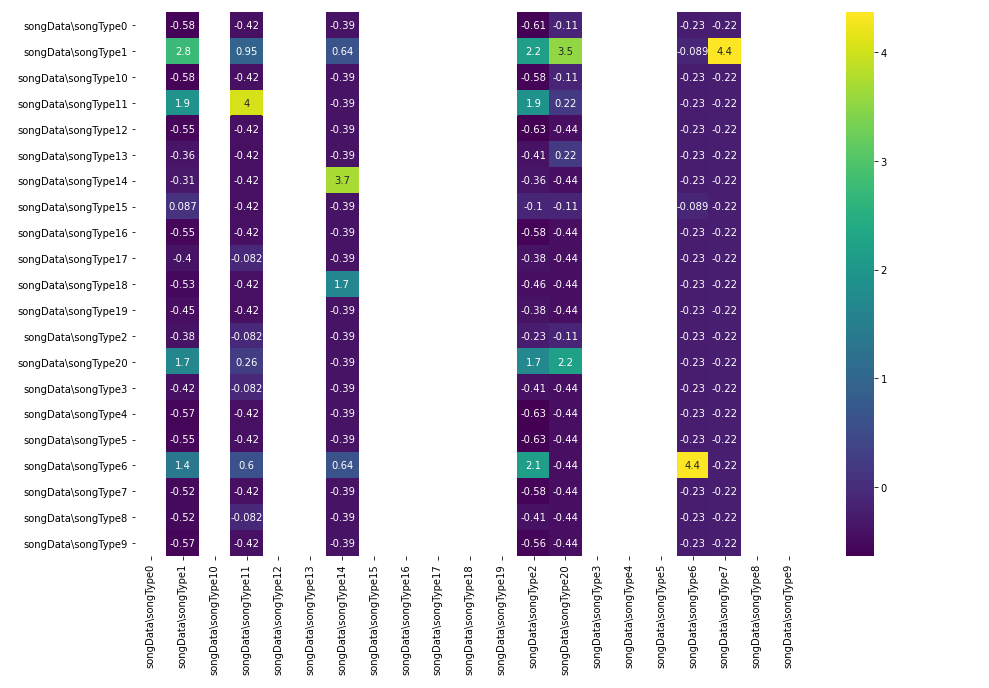 songData\songType0 -0.58 -0.42 -0.39 -0.61 -0.11 -0.23 -0.22
songData\songType1 2.8 0.95 0.64 2.2 3.5 -0.089 4.4
songData\songType10 -0.58 -0.42 -0.39 -0.58 -0.11 -0.23 -0.22
songData\songType11 1.9 4 -0.39 1.9 0.22 -0.23 -0.22
songData\songType12 -0.55 -0.42 -0.39 -0.63 -0.44 -0.23 -0.22
songData\songType13 -0.36 -0.42 -0.39 -0.41 0.22 -0.23 -0.22
songData\songType14 -0.31 -0.42 3.7 -0.36 -0.44 -0.23 -0.22
songData\songType15 0.087 -0.42 -0.39 -0.1 -0.11 -0.089 -0.22
songData\songType16 -0.55 -0.42 -0.39 -0.58 -0.44 -0.23 -0.22
songData\songType17 -0.4 -0.082 -0.39 -0.38 -0.44 -0.23 -0.22
songData\songType18 -0.53 -0.42 1.7 -0.46 -0.44 -0.23 -0.22
songData\songType19 -0.45 -0.42 -0.39 -0.38 -0.44 -0.23 -0.22
songData\songType2 -0.38 -0.082 -0.39 -0.23 -0.11 -0.23 -0.22
songData\songType20 1.7 0.26 -0.39 1.7 2.2 -0.23 -0.22
songData\songType3 -0.42 -0.082 -0.39 -0.41 -0.44 -0.23 -0.22
songData\songType4 -0.57 -0.42 -0.39 -0.63 -0.44 -0.23 -0.22
songData\songType5 -0.55 -0.42 -0.39 -0.63 -0.44 -0.23 -0.22
songData\songType6 1.4 0.6 0.64 2.1 -0.44 4.4 -0.22
songData\songType7 -0.52 -0.42 -0.39 -0.58 -0.44 -0.23 -0.22
songData\songType8 -0.52 -0.082 -0.39 -0.41 -0.44 -0.23 -0.22
songData\songType9 -0.57 -0.42 -0.39 -0.56 -0.44 -0.23 -0.22
songData\songType0
songData\songType1
songData\songType10
songData\songType11
songData\songType12
songData\songType13
songData\songType14
songData\songType15
songData\songType16
songData\songType17
songData\songType18
songData\songType19
songData\songType2
songData\songType20
songData\songType3
songData\songType4
songData\songType5
songData\songType6
songData\songType7
songData\songType8
songData\songType9
4
3
2
1
0